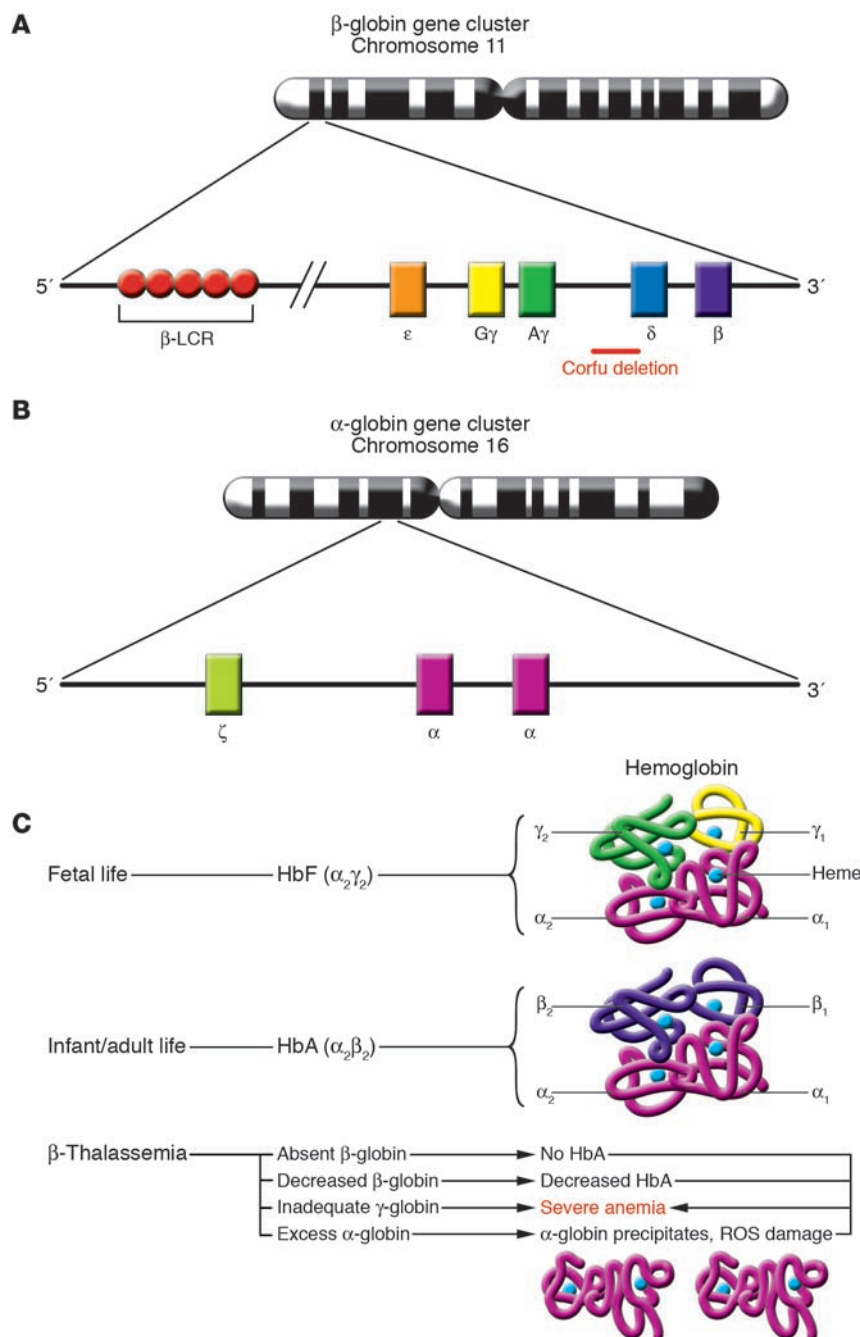 A
β-globin gene cluster
Chromosome 11
5´
3´
β-LCR
ε
Gγ
Aγ
δ
β
Corfu deletion
B
α-globin gene cluster
Chromosome 16
5´
3´
ζ
α
α
Hemoglobin
C
γ₂
γ₁
Fetal life
HbF (α₂γ₂)
Heme
α₂
α₁
β₂
β₁
Infant/adult life
HbA (α₂β₂)
α₂
α₁
β-Thalassemia
Absent β-globin
No HbA
Decreased β-globin
Decreased HbA
Inadequate γ-globin
Severe anemia
Excess α-globin
α-globin precipitates, ROS damage